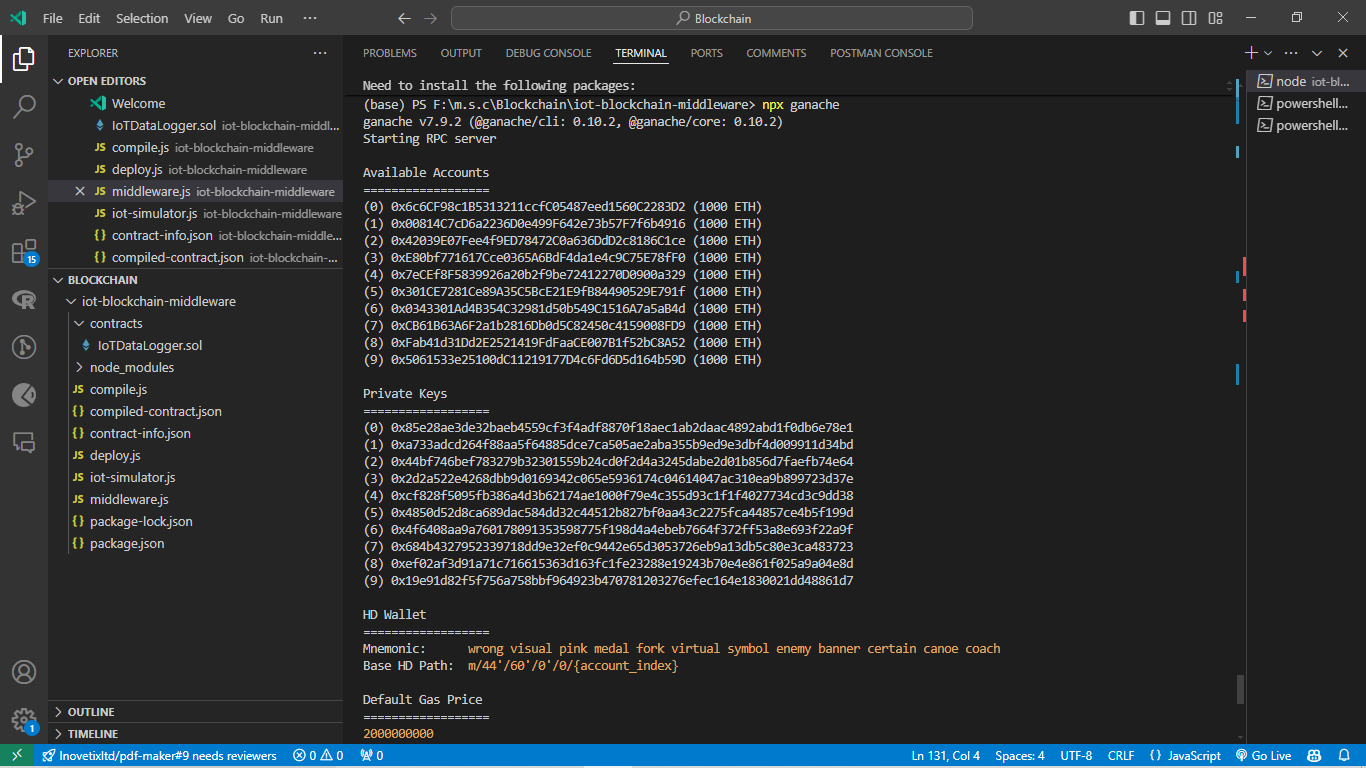 File Edit Selection View Go Run ···
Blockchain
EXPLORER
OPEN EDITORS
Welcome
IoTDataLogger.sol iot-blockchain-middl...
JS compile.js iot-blockchain-middleware
JS deploy.js iot-blockchain-middleware
JS middleware.js iot-blockchain-middleware
JS iot-simulator.js iot-blockchain-middleware
{} contract-info.json iot-blockchain-middle...
{} compiled-contract.json iot-blockchain-...
BLOCKCHAIN
iot-blockchain-middleware
contracts
IoTDataLogger.sol
node_modules
JS compile.js
{} compiled-contract.json
{} contract-info.json
JS deploy.js
JS iot-simulator.js
JS middleware.js
{} package-lock.json
{} package.json
OUTLINE
TIMELINE
15
1
PROBLEMS OUTPUT DEBUG CONSOLE TERMINAL PORTS COMMENTS POSTMAN CONSOLE
Need to install the following packages:
(base) PS F:\m.s.c\Blockchain\iot-blockchain-middleware> npx ganache
ganache v7.9.2 (@ganache/cli: 0.10.2, @ganache/core: 0.10.2)
Starting RPC server
Available Accounts
==================
(0) 0x6c6CF98c1B5313211ccfC05487eed1560C2283D2 (1000 ETH)
(1) 0x00814C7cD6a2236D0e499F642e73b57F7f6b4916 (1000 ETH)
(2) 0x42039E07Fee4f9ED78472C0a636DdD2c8186C1ce (1000 ETH)
(3) 0xE80bf771617Cce0365A6BdF4da1e4c9C75E78fF0 (1000 ETH)
(4) 0x7eCEf8F5839926a20b2f9be72412270D0900a329 (1000 ETH)
(5) 0x301CE7281Ce89A35C5BcE21E9fB84490529E791f (1000 ETH)
(6) 0x0343301Ad4B354C32981d50b549C1516A7a5aB4d (1000 ETH)
(7) 0xCB61B63A6F2a1b2816Db0d5C82450c4159008FD9 (1000 ETH)
(8) 0xFab41d31Dd2E2521419FdFaaCE007B1f52bC8A52 (1000 ETH)
(9) 0x5061533e25100dC11219177D4c6Fd6D5d164b59D (1000 ETH)
Private Keys
==================
(0) 0x85e28ae3de32baeb4559cf3f4adf8870f18aec1ab2daac4892abd1f0db6e78e1
(1) 0xa733adcd264f88aa5f64885dce7ca505ae2aba355b9ed9e3dbf4d009911d34bd
(2) 0x44bf746bef783279b32301559b24cd0f2d4a3245dabe2d01b856d7faefb74e64
(3) 0x2d2a522e4268dbb9d0169342c065e5936174c04614047ac310ea9b899723d37e
(4) 0xcf828f5095fb386a4d3b62174ae1000f79e4c355d93c1f1f4027734cd3c9dd38
(5) 0x4850d52d8ca689dac584dd32c44512b827bf0aa43c2275fca44857ce4b5f199d
(6) 0x4f6408aa9a760178091353598775f198d4a4ebeb7664f372ff53a8e693f22a9f
(7) 0x684b4327952339718dd9e32ef0c9442e65d3053726eb9a13db5c80e3ca483723
(8) 0xef02af3d91a71c716615363d163fc1fe23288e19243b70e4e861f025a9a04e8d
(9) 0x19e91d82f5f756a758bbf964923b470781203276efec164e1830021dd48861d7
HD Wallet
==================
Mnemonic: wrong visual pink medal fork virtual symbol enemy banner certain canoe coach
Base HD Path: m/44'/60'/0'/0/{account_index}
Default Gas Price
==================
2000000000
node iot-bl...
powershell...
powershell...
Inovetixltd/pdf-maker#9 needs reviewers 0 0 0 Ln 131, Col 4 Spaces: 4 UTF-8 CRLF {} JavaScript Go Live